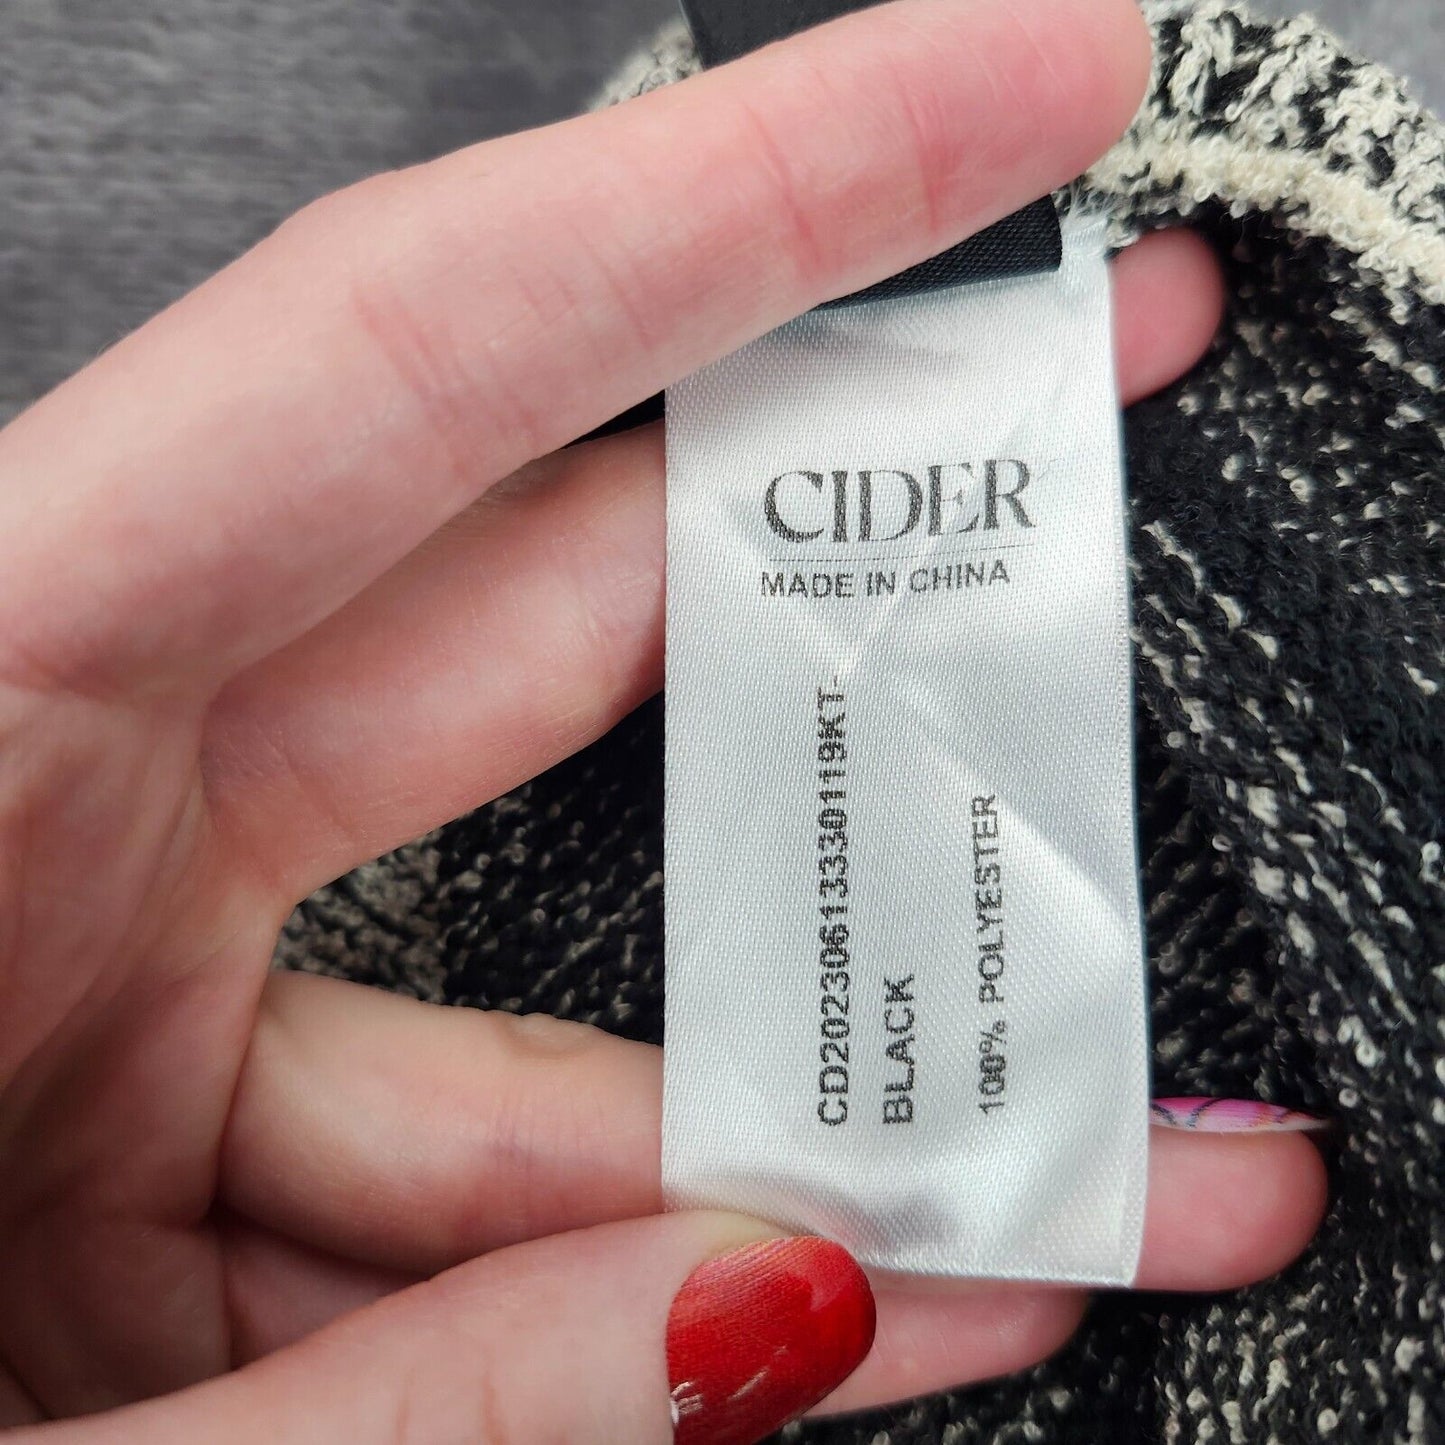 CIDER
MADE IN CHINA
CD20230613330119KT-
BLACK
100% POLYESTER